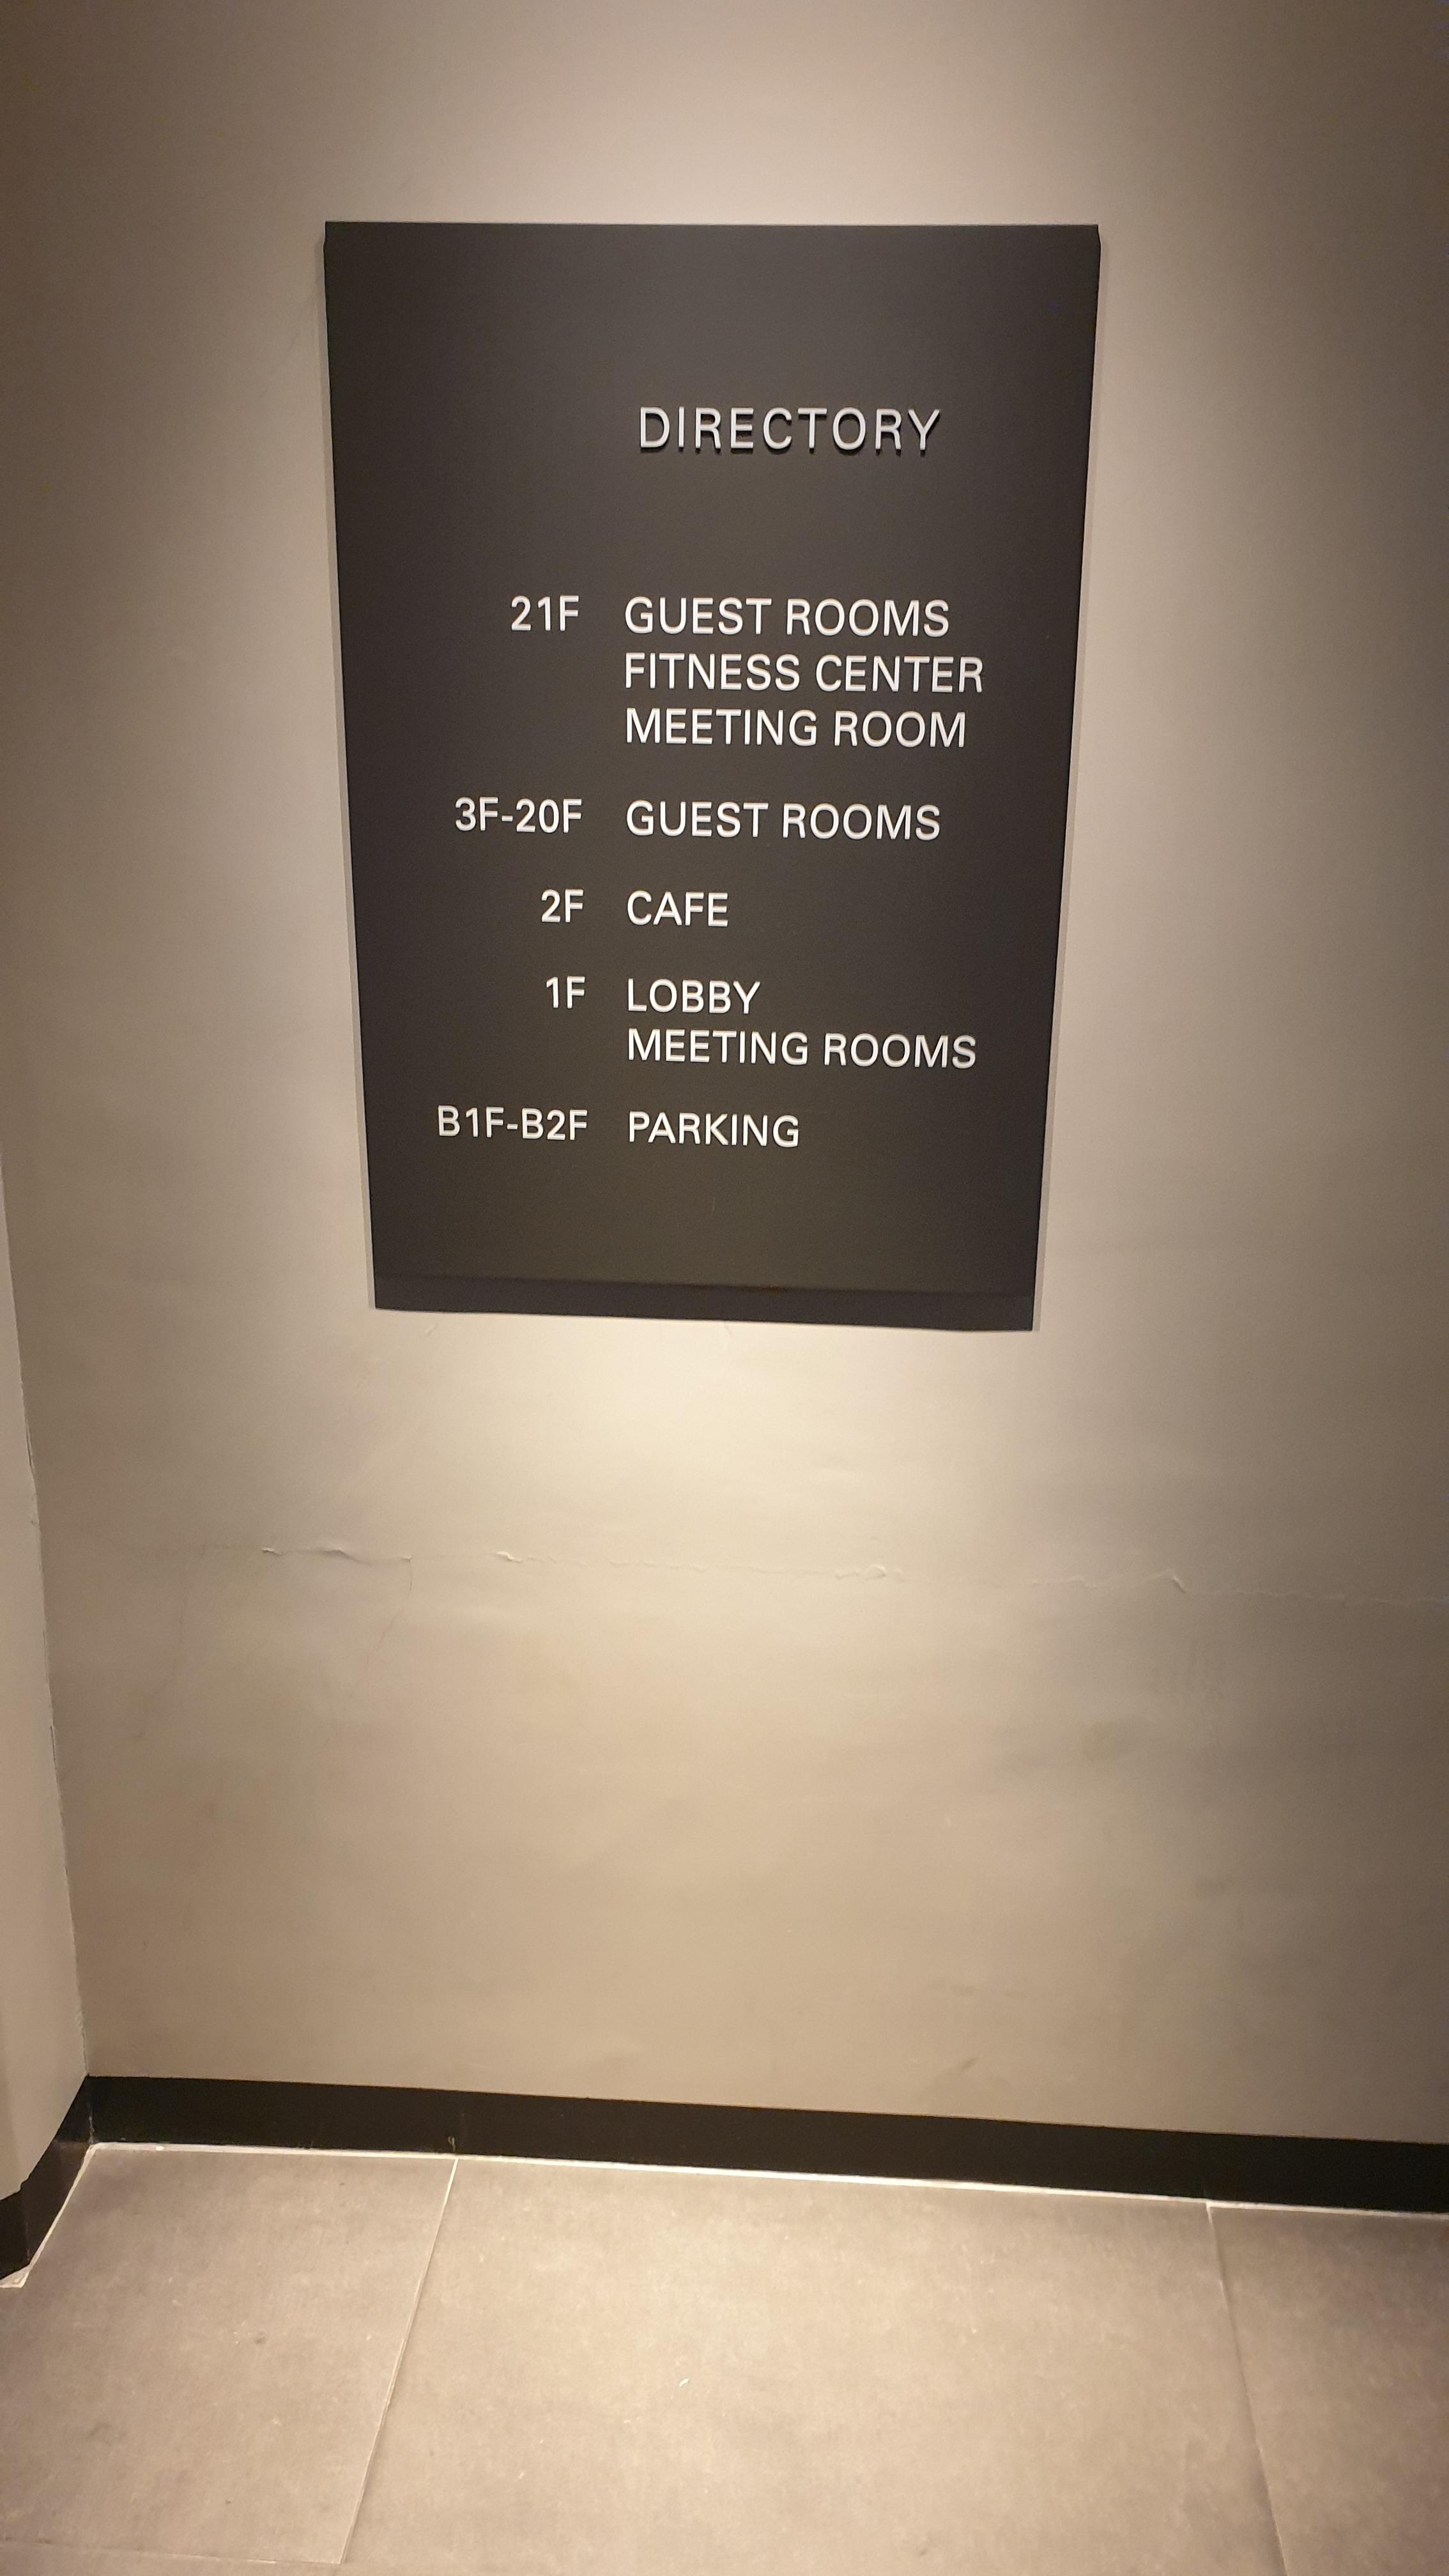 DIRECTORY
21F GUEST ROOMS
FITNESS CENTER
MEETING ROOM
3F-20F GUEST ROOMS
2F CAFE
1F LOBBY
MEETING ROOMS
B1F-B2F PARKING